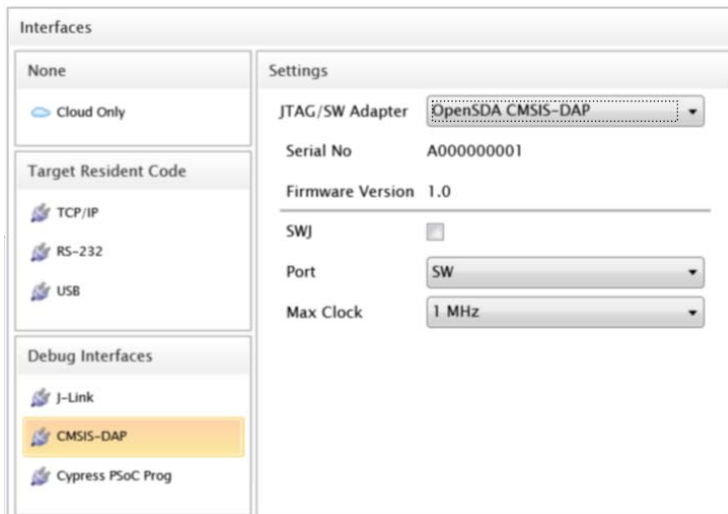 Interfaces
None
Cloud Only
Target Resident Code
TCP/IP
RS-232
USB
Debug Interfaces
J-Link
CMSIS-DAP
Cypress PSoC Prog
Settings
JTAG/SW Adapter OpenSDA CMSIS-DAP
Serial No A000000001
Firmware Version 1.0
SWJ
Port SW
Max Clock 1 MHz